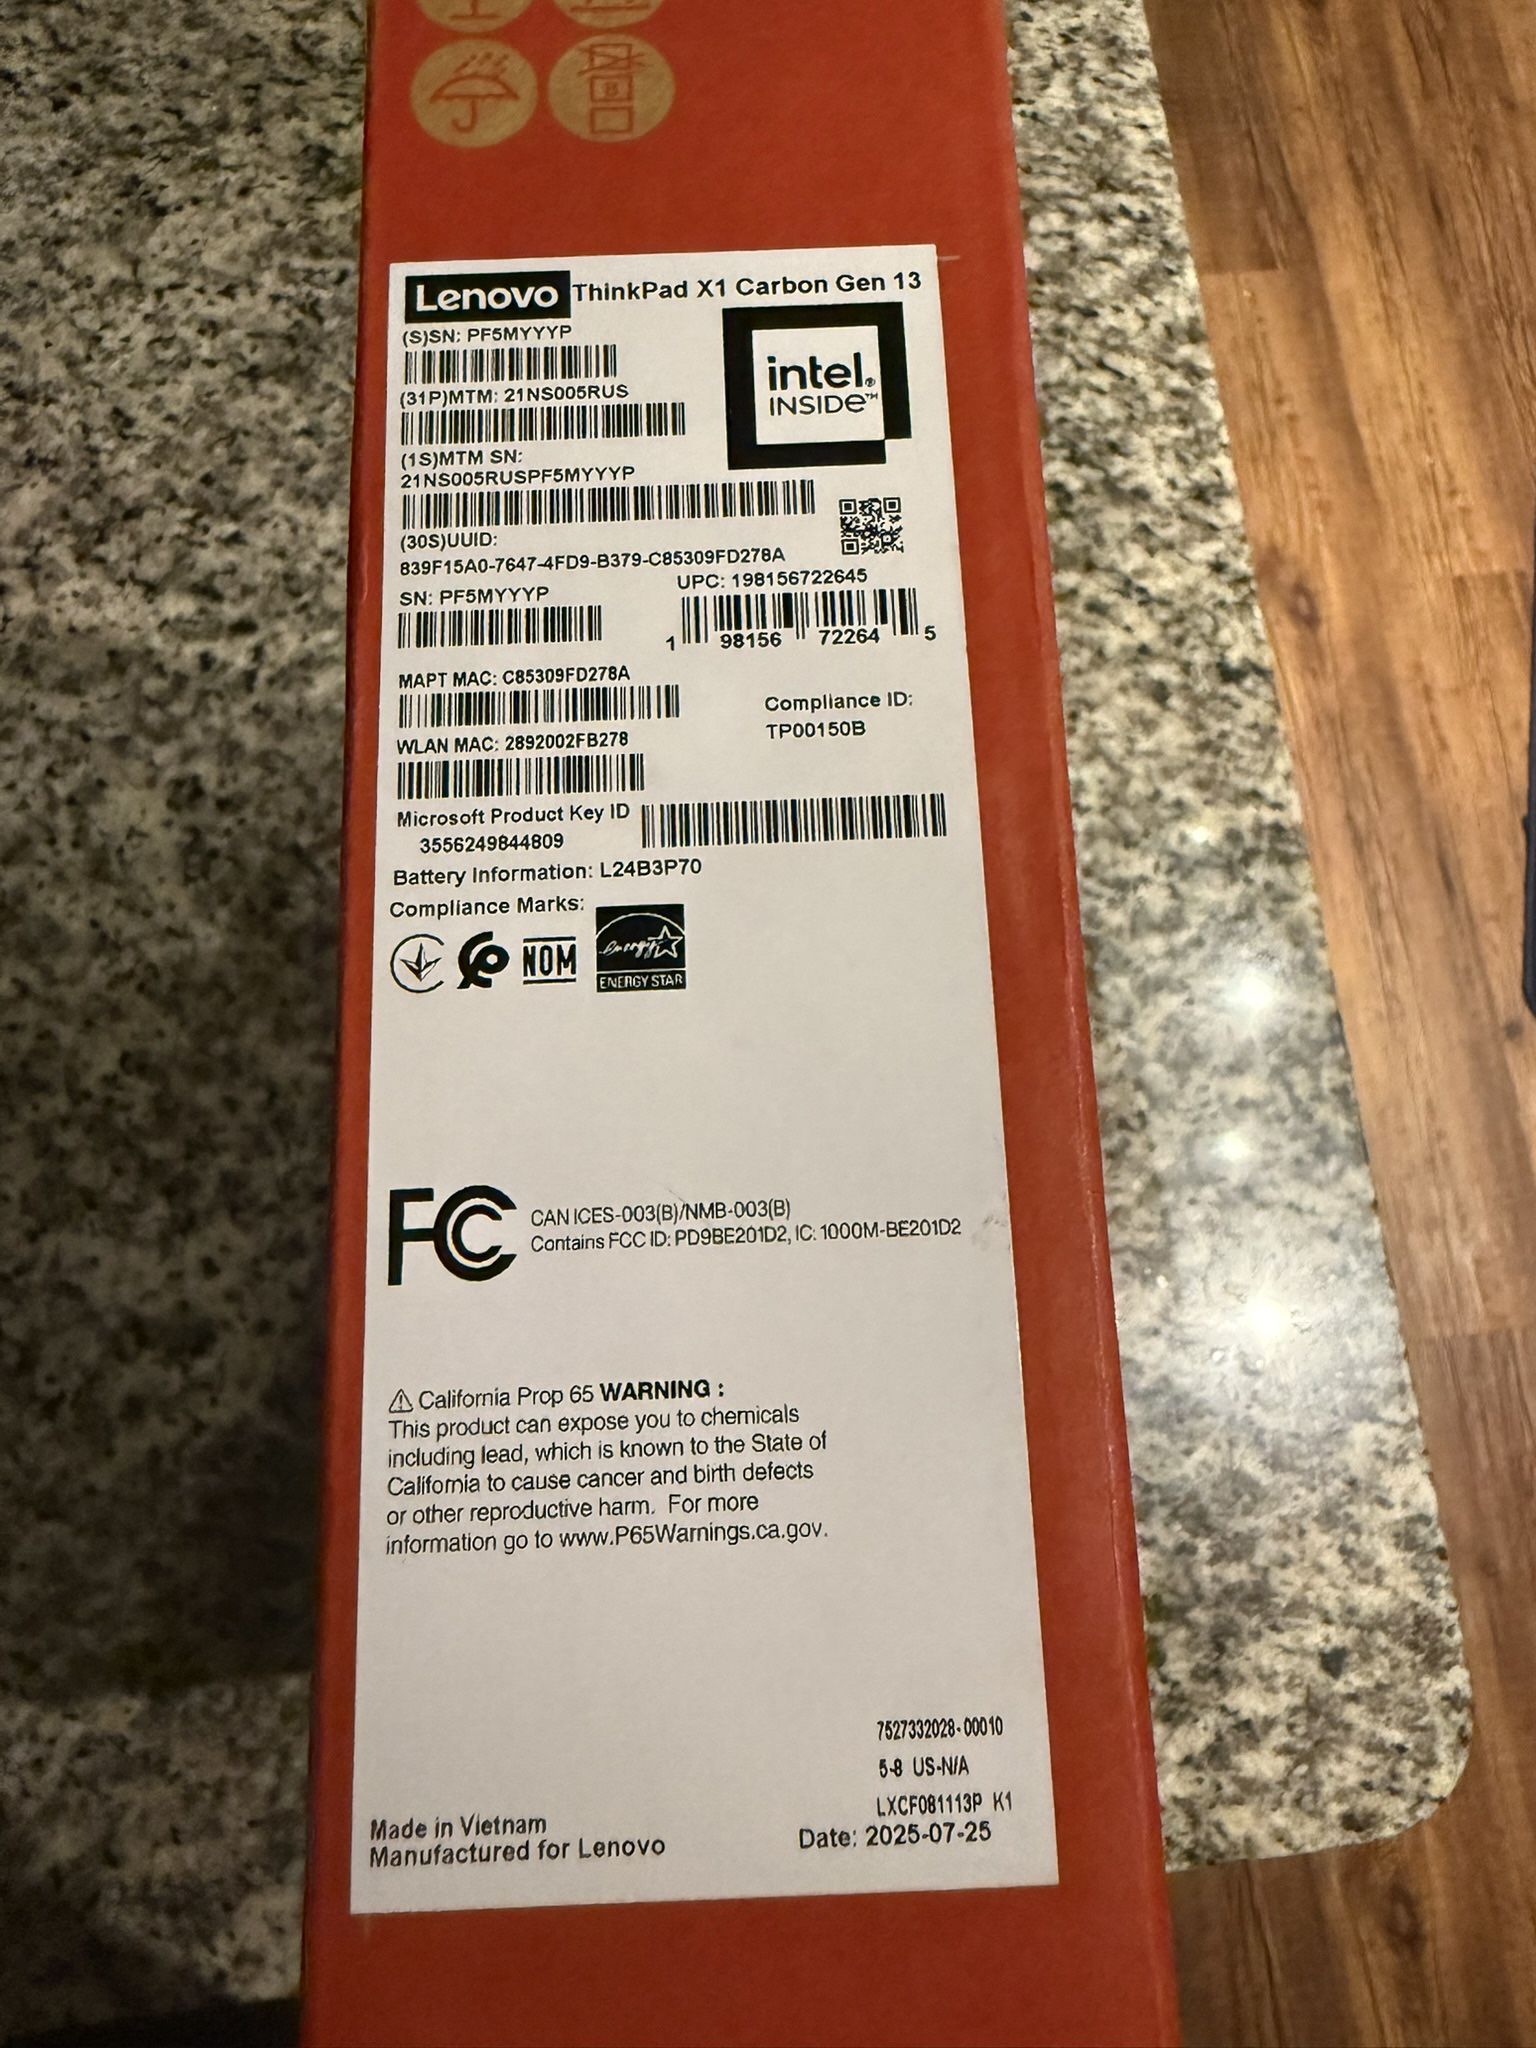 B
Lenovo ThinkPad X1 Carbon Gen 13
(S)SN: PF5MYYYP
intel®
INSIDE™
(31P)MTM: 21NS005RUS
(1S)MTM SN:
21NS005RUSPF5MYYYP
(30S)UUID:
839F15A0-7647-4FD9-B379-C85309FD278A
SN: PF5MYYYP
UPC: 198156722645
1 98156 72264 5
MAPT MAC: C85309FD278A
Compliance ID:
TP00150B
WLAN MAC: 2892002FB278
Microsoft Product Key ID
3556249844809
Battery Information: L24B3P70
Compliance Marks:
NOM
energy
ENERGY STAR
FC
CAN ICES-003(B)/NMB-003(B)
Contains FCC ID: PD9BE201D2, IC: 1000M-BE201D2
⚠ California Prop 65 WARNING :
This product can expose you to chemicals
including lead, which is known to the State of
California to cause cancer and birth defects
or other reproductive harm. For more
information go to www.P65Warnings.ca.gov.
7527332028-00010
5-8 US-N/A
LXCF081113P K1
Date: 2025-07-25
Made in Vietnam
Manufactured for Lenovo